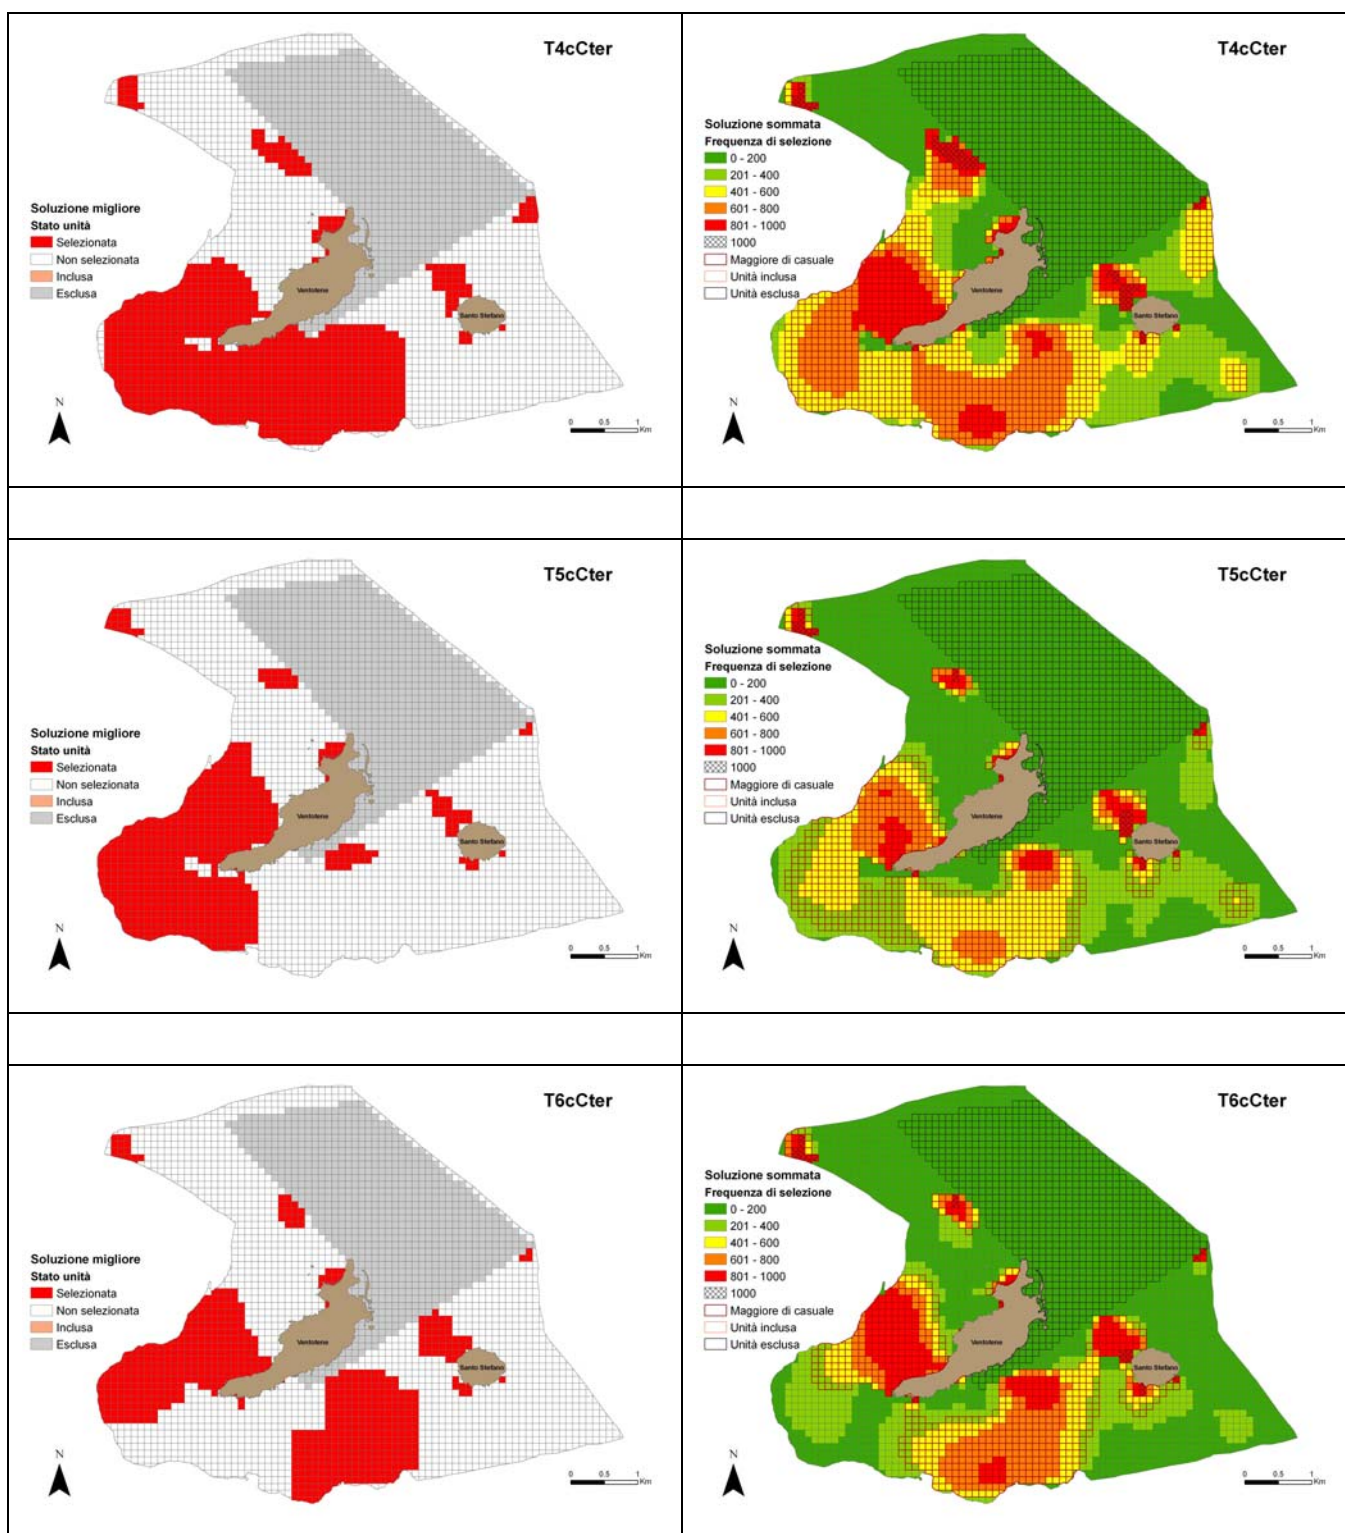 T4cCter
Soluzione migliore
Stato unità
Selezionata
Non selezionata
Inclusa
Esclusa
Ventotene
Santo Stefano
N
0 0.5 1
Km
T4cCter
Soluzione sommata
Frequenza di selezione
0 - 200
201 - 400
401 - 600
601 - 800
801 - 1000
1000
Maggiore di casuale
Unità inclusa
Unità esclusa
Ventotene
Santo Stefano
N
0 0.5 1
Km
T5cCter
Soluzione migliore
Stato unità
Selezionata
Non selezionata
Inclusa
Esclusa
Ventotene
Santo Stefano
N
0 0.5 1
Km
T5cCter
Soluzione sommata
Frequenza di selezione
0 - 200
201 - 400
401 - 600
601 - 800
801 - 1000
1000
Maggiore di casuale
Unità inclusa
Unità esclusa
Ventotene
Santo Stefano
N
0 0.5 1
Km
T6cCter
Soluzione migliore
Stato unità
Selezionata
Non selezionata
Inclusa
Esclusa
Ventotene
Santo Stefano
N
0 0.5 1
Km
T6cCter
Soluzione sommata
Frequenza di selezione
0 - 200
201 - 400
401 - 600
601 - 800
801 - 1000
1000
Maggiore di casuale
Unità inclusa
Unità esclusa
Ventotene
Santo Stefano
N
0 0.5 1
Km